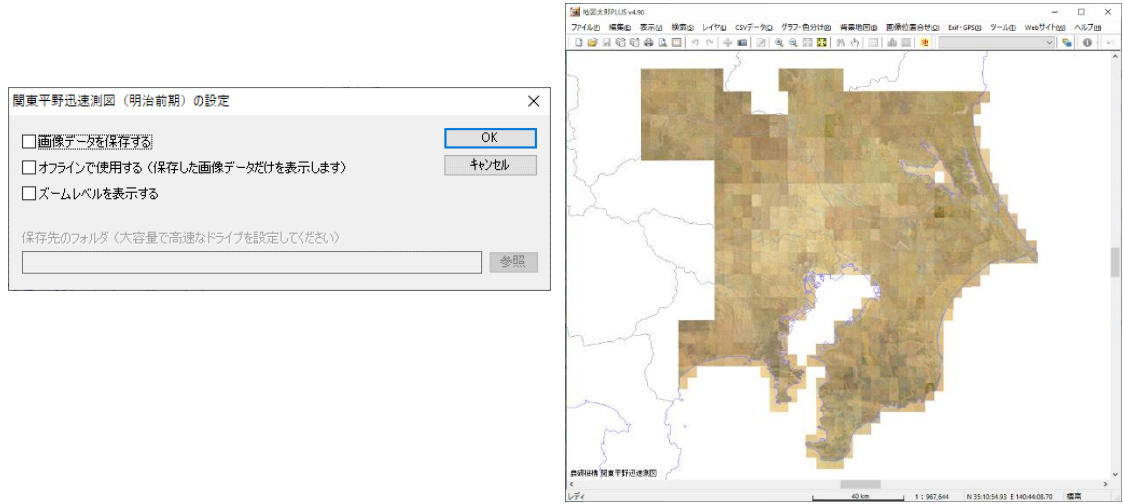 関東平野迅速測図（明治前期）の設定
画像データを保存する
オフラインで使用する（保存した画像データだけを表示します）
ズームレベルを表示する
OK
キャンセル
保存先のフォルダ（大容量で高速なドライブを設定してください）
参照
地図太郎PLUS v4.90
ファイル(F) 編集(E) 表示(V) 検索(S) レイヤ(L) CSVデータ(C) グラフ・色分け(B) 背景地図(B) 画像位置合せ(O) Exif・GPS(G) ツール(T) Webサイト(W) ヘルプ(H)
農研機構 関東平野迅速測図
レディ
40 km
1 : 967,644
N 35:10:54.93 E 140:44:08.70
標高